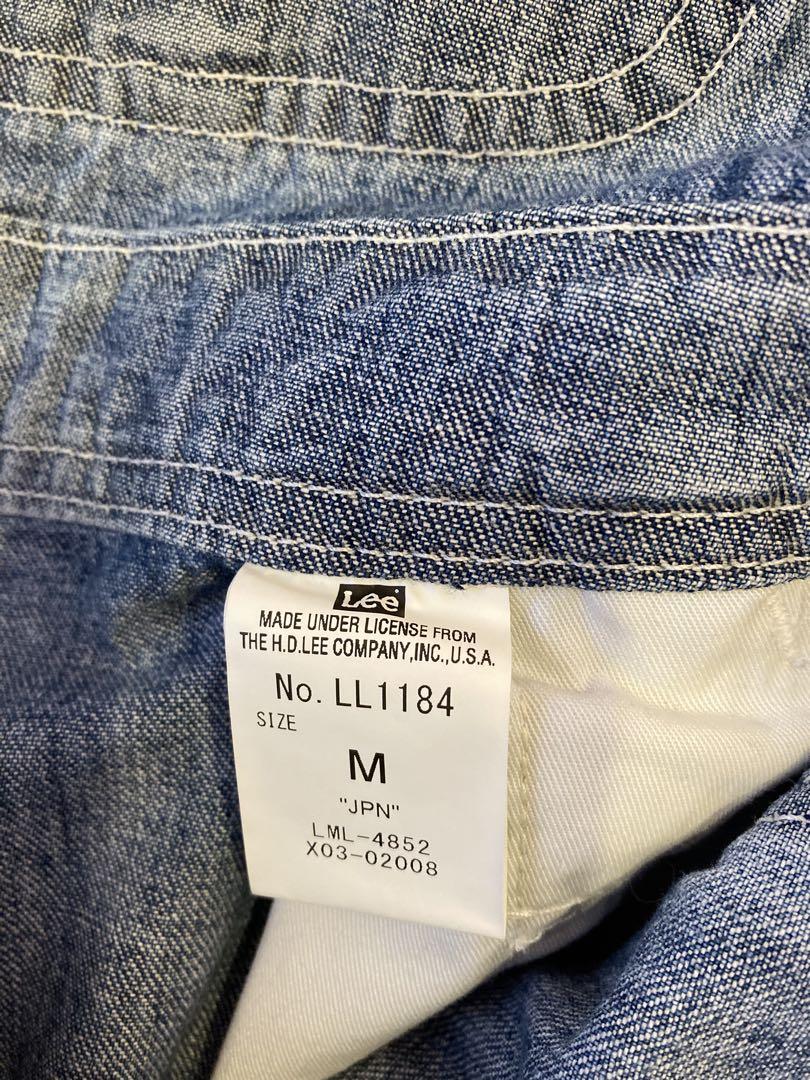 Lee
MADE UNDER LICENSE FROM
THE H.D.LEE COMPANY,INC.,U.S.A.
No. LL1184
SIZE
M
"JPN"
LML-4852
X03-02008